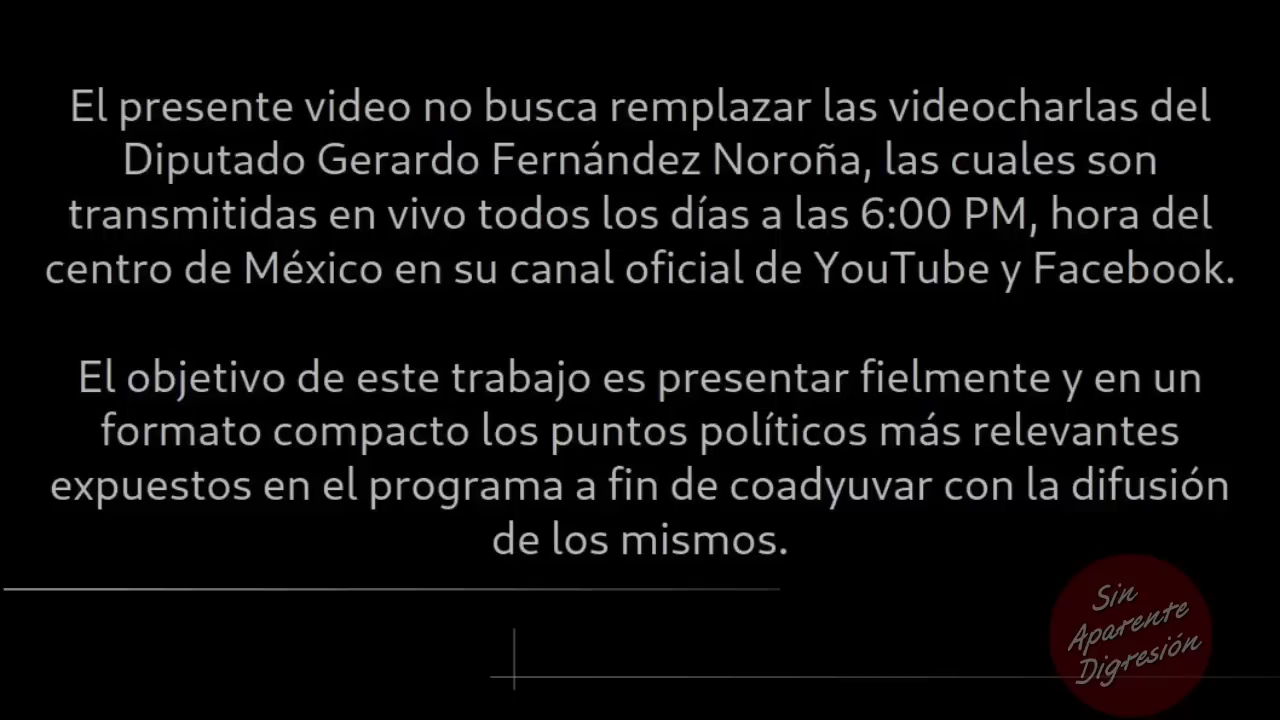 El presente video no busca remplazar las videocharlas del
Diputado Gerardo Fernández Noroña, las cuales son
transmitidas en vivo todos los días a las 6:00 PM, hora del
centro de México en su canal oficial de YouTube y Facebook.
El objetivo de este trabajo es presentar fielmente y en un
formato compacto los puntos políticos más relevantes
expuestos en el programa a fin de coadyuvar con la difusión
de los mismos.
Sin
Aparente
Digresión